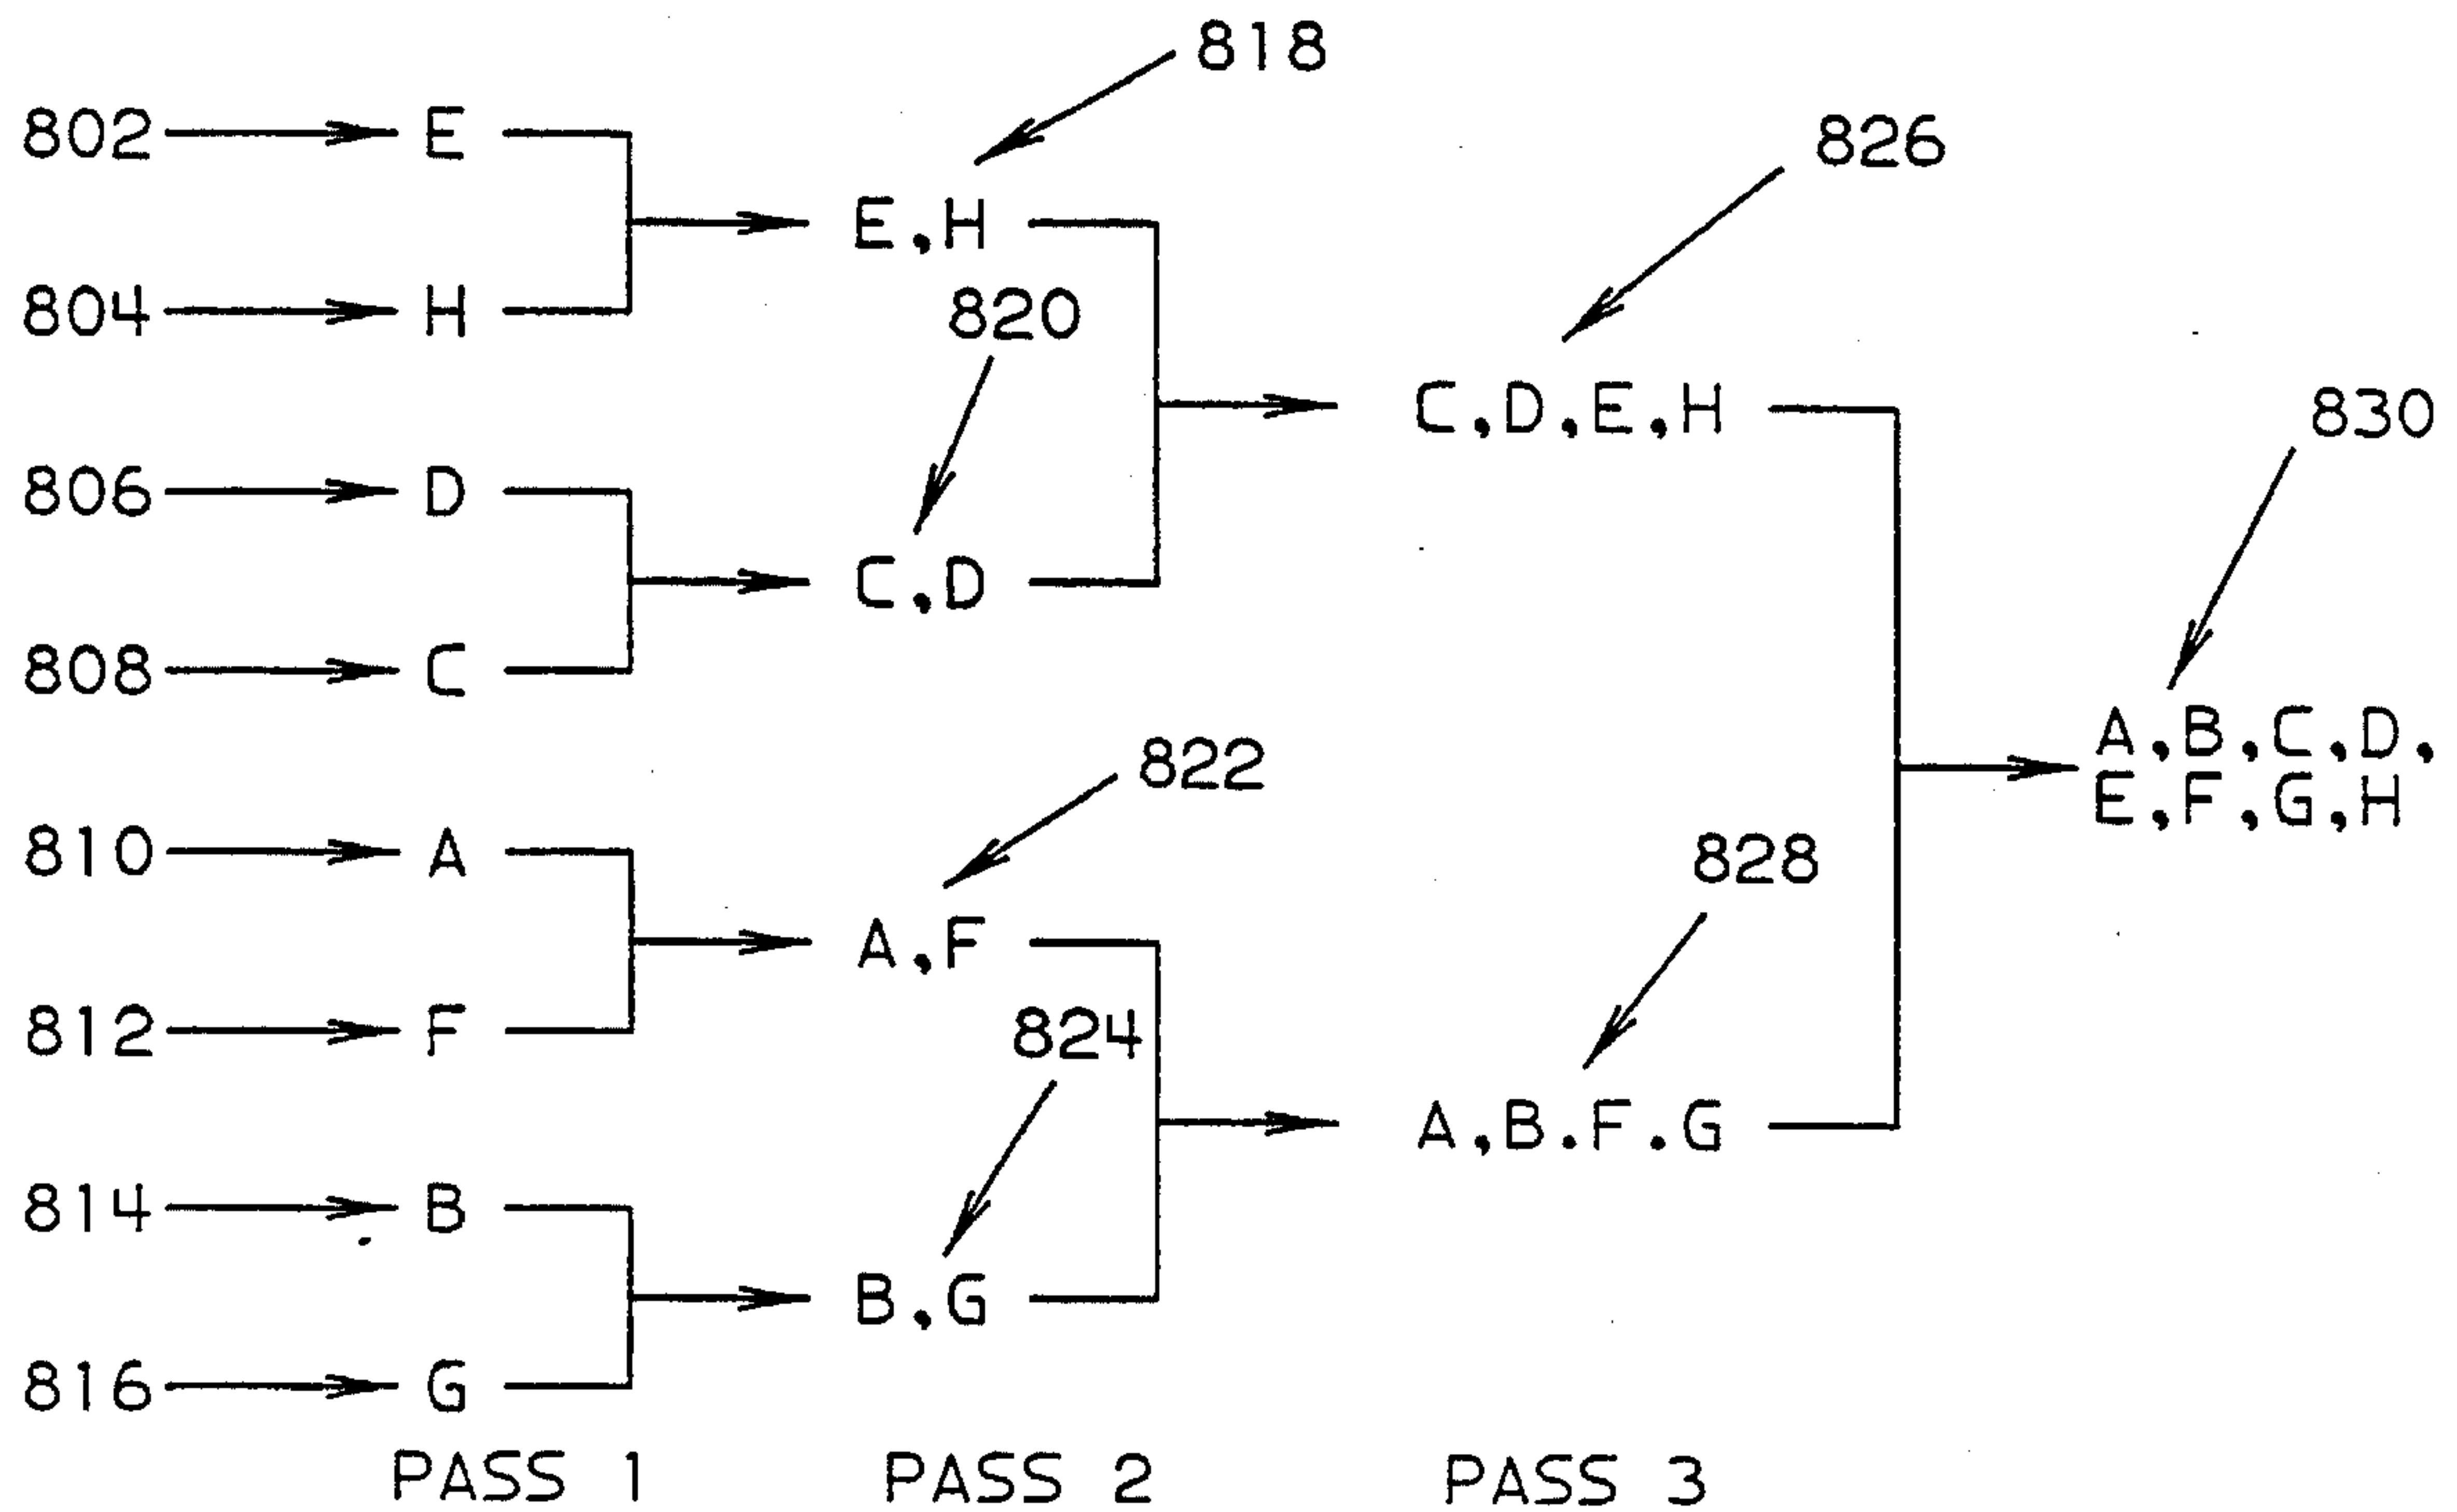 818
802 E
826
E,H
804 H
820
C,D,E,H
830
806 D
C,D
808 C
A,B,C,D,
E,F,G,H
822
810 A
828
A,F
812 F
824
A,B.F.G
814 B
B,G
816 G
PASS 1 PASS 2 PASS 3